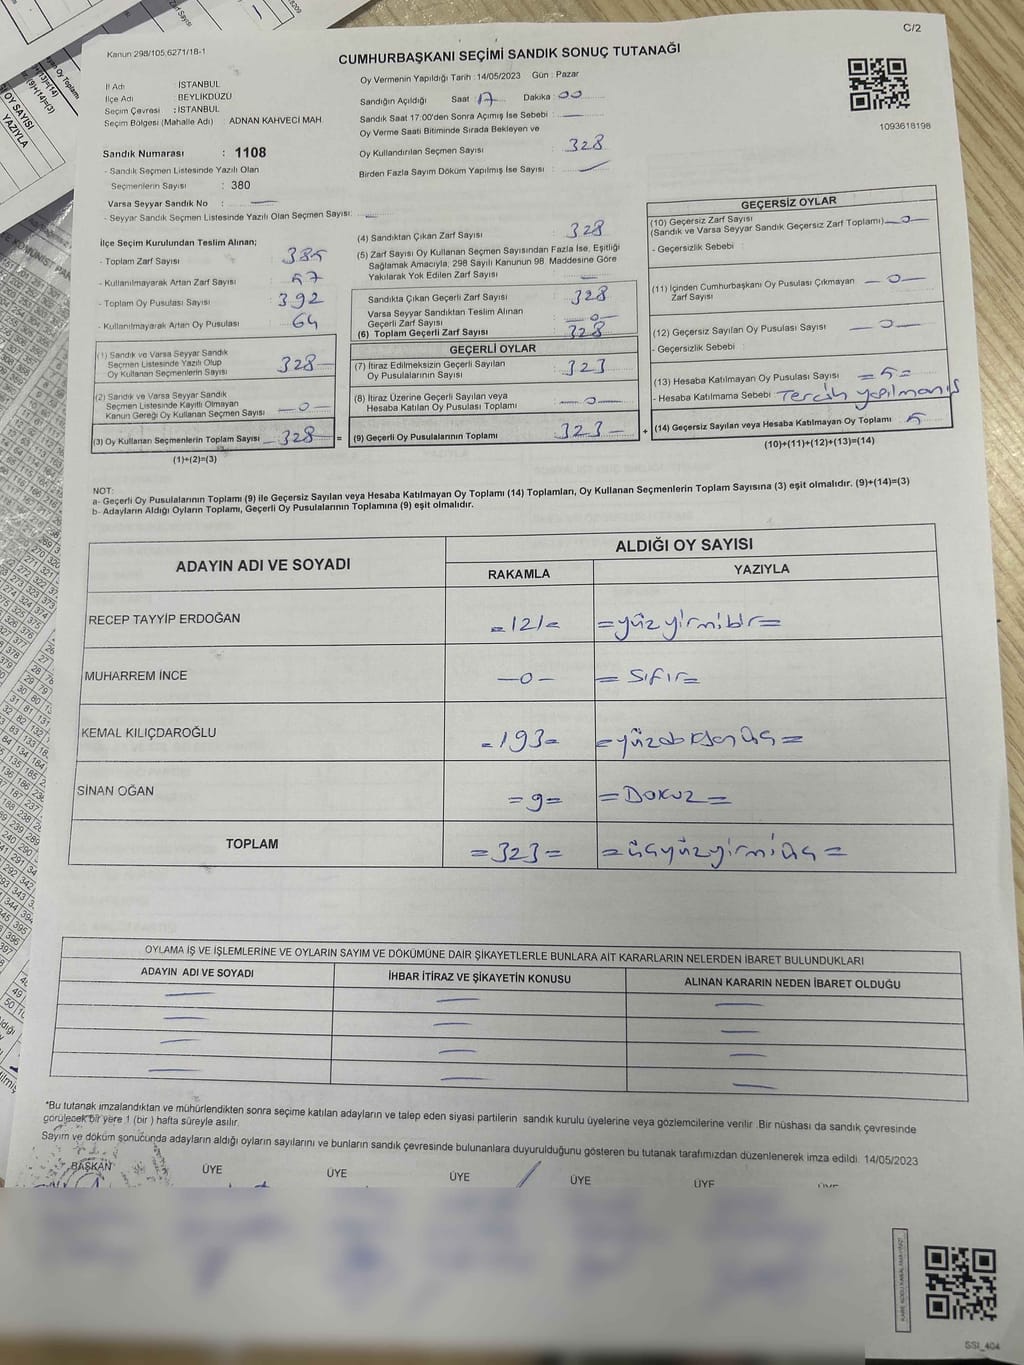 C/2
Kanun 298/105,6271/18-1
CUMHURBAŞKANI SEÇİMİ SANDIK SONUÇ TUTANAĞI
İl Adı : İSTANBUL
İlçe Adı : BEYLİKDÜZÜ
Seçim Çevresi : İSTANBUL
Seçim Bölgesi (Mahalle Adı) ADNAN KAHVECİ MAH.
Oy Vermenin Yapıldığı Tarih : 14/05/2023 Gün : Pazar
Sandığın Açıldığı Saat 17 Dakika : 00
Sandık Saat 17:00'den Sonra Açımış İse Sebebi : —
Oy Verme Saati Bitiminde Sırada Bekleyen ve
Oy Kullandırılan Seçmen Sayısı : 328
Birden Fazla Sayım Döküm Yapılmış İse Sayısı : —
1093618198
Sandık Numarası : 1108
- Sandık Seçmen Listesinde Yazılı Olan
Seçmenlerin Sayısı : 380
Varsa Seyyar Sandık No : —
- Seyyar Sandık Seçmen Listesinde Yazılı Olan Seçmen Sayısı: —
İlçe Seçim Kurulundan Teslim Alınan;
- Toplam Zarf Sayısı : 385
- Kullanılmayarak Artan Zarf Sayısı : 57
- Toplam Oy Pusulası Sayısı : 392
- Kullanılmayarak Artan Oy Pusulası : 64
(1) Sandık ve Varsa Seyyar Sandık
Seçmen Listesinde Yazılı Olup
Oy Kullanan Seçmenlerin Sayısı : 328
(2) Sandık ve Varsa Seyyar Sandık
Seçmen Listesinde Kayıtlı Olmayan
Kanun Gereği Oy Kullanan Seçmen Sayısı — 0 —
(3) Oy Kullanan Seçmenlerin Toplam Sayısı — 328 — =
(1)+(2)=(3)
(4) Sandıktan Çıkan Zarf Sayısı : 328
(5) Zarf Sayısı Oy Kullanan Seçmen Sayısından Fazla İse, Eşitliği
Sağlamak Amacıyla, 298 Sayılı Kanunun 98. Maddesine Göre
Yakılarak Yok Edilen Zarf Sayısı : —
Sandıkta Çıkan Geçerli Zarf Sayısı : 328
Varsa Seyyar Sandıktan Teslim Alınan
Geçerli Zarf Sayısı : — 0 —
(6) Toplam Geçerli Zarf Sayısı : 328
GEÇERLİ OYLAR
(7) İtiraz Edilmeksizin Geçerli Sayılan
Oy Pusulalarının Sayısı : 323
(8) İtiraz Üzerine Geçerli Sayılan veya
Hesaba Katılan Oy Pusulası Toplamı : — 0 —
(9) Geçerli Oy Pusulalarının Toplamı : 323 — +
GEÇERSİZ OYLAR
(10) Geçersiz Zarf Sayısı
(Sandık ve Varsa Seyyar Sandık Geçersiz Zarf Toplamı) — 0 —
- Geçersizlik Sebebi :
(11) İçinden Cumhurbaşkanı Oy Pusulası Çıkmayan
Zarf Sayısı — 0 —
(12) Geçersiz Sayılan Oy Pusulası Sayısı — 0 —
- Geçersizlik Sebebi :
(13) Hesaba Katılmayan Oy Pusulası Sayısı = 5 =
- Hesaba Katılmama Sebebi : Tercih yapılmamış
(14) Geçersiz Sayılan veya Hesaba Katılmayan Oy Toplamı 5
(10)+(11)+(12)+(13)=(14)
NOT:
a- Geçerli Oy Pusulalarının Toplamı (9) ile Geçersiz Sayılan veya Hesaba Katılmayan Oy Toplamı (14) Toplamları, Oy Kullanan Seçmenlerin Toplam Sayısına (3) eşit olmalıdır. (9)+(14)=(3)
b- Adayların Aldığı Oyların Toplamı, Geçerli Oy Pusulalarının Toplamına (9) eşit olmalıdır.
ADAYIN ADI VE SOYADI ALDIĞI OY SAYISI
RAKAMLA YAZIYLA
RECEP TAYYİP ERDOĞAN =121= =yüzyirmibir=
MUHARREM İNCE —0— =Sıfır=
KEMAL KILIÇDAROĞLU =193= =yüzdoksanüç=
SİNAN OĞAN =9= =Dokuz=
TOPLAM =323= =üçyüzyirmiüç=
OYLAMA İŞ VE İŞLEMLERİNE VE OYLARIN SAYIM VE DÖKÜMÜNE DAİR ŞİKAYETLERLE BUNLARA AİT KARARLARIN NELERDEN İBARET BULUNDUKLARI
ADAYIN ADI VE SOYADI İHBAR İTİRAZ VE ŞİKAYETİN KONUSU ALINAN KARARIN NEDEN İBARET OLDUĞU
*Bu tutanak imzalandıktan ve mühürlendikten sonra seçime katılan adayların ve talep eden siyasi partilerin sandık kurulu üyelerine veya gözlemcilerine verilir .Bir nüshası da sandık çevresinde
görülecek bir yere 1 (bir ) hafta süreyle asılır.
Sayım ve döküm sonucunda adayların aldığı oyların sayılarını ve bunların sandık çevresinde bulunanlara duyurulduğunu gösteren bu tutanak tarafımızdan düzenlenerek imza edildi. 14/05/2023
BAŞKAN ÜYE ÜYE ÜYE ÜYE ÜYE
SSI_404